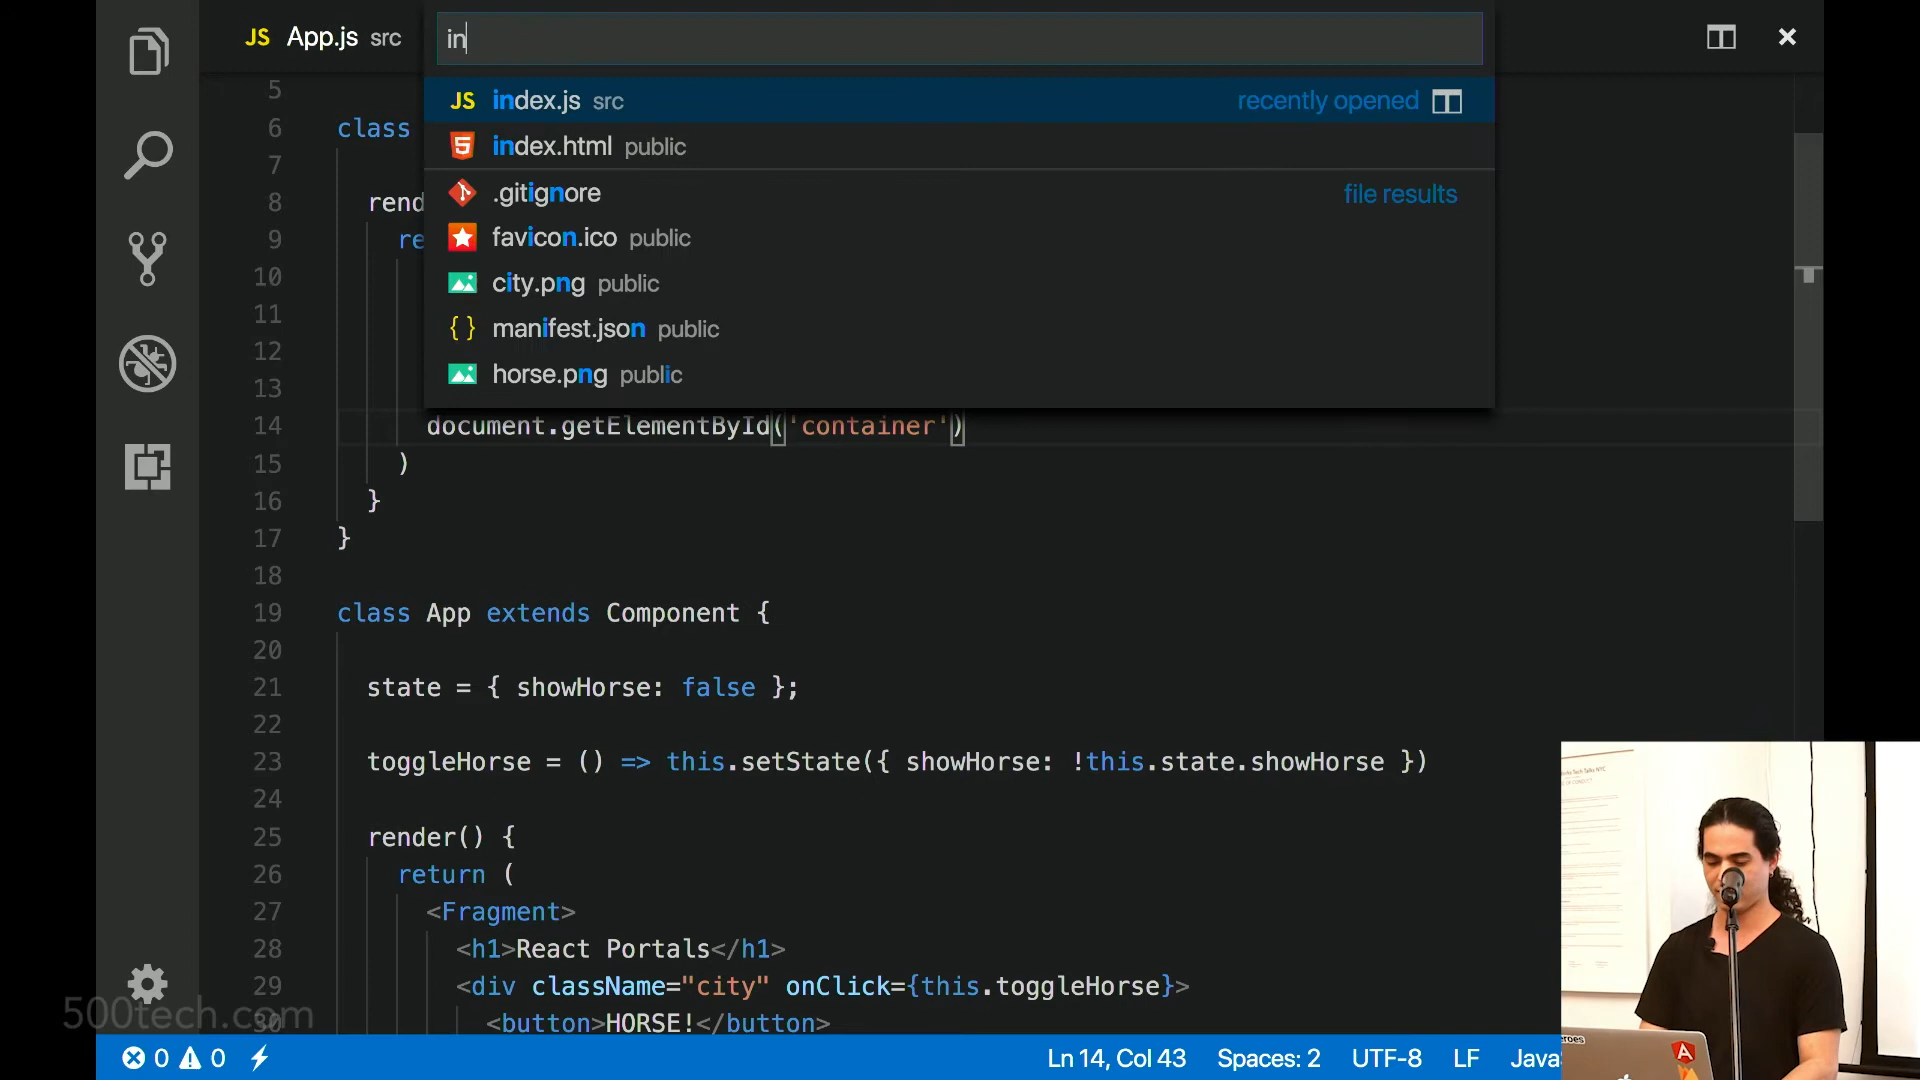 JS App.js src
in
JS index.js src recently opened
5 index.html public
.gitignore file results
favicon.ico public
city.png public
{ } manifest.json public
horse.png public
5
6 class
7
8 rend
9 re
10
11
12
13
14 document.getElementById('container')
15 )
16 }
17 }
18
19 class App extends Component {
20
21 state = { showHorse: false };
22
23 toggleHorse = () => this.setState({ showHorse: !this.state.showHorse })
24
25 render() {
26 return (
27 <Fragment>
28 <h1>React Portals</h1>
29 <div className="city" onClick={this.toggleHorse}>
30 <button>HORSE!</button>
500tech.com
0 0 Ln 14, Col 43 Spaces: 2 UTF-8 LF Java
Tech Talks NYC
A